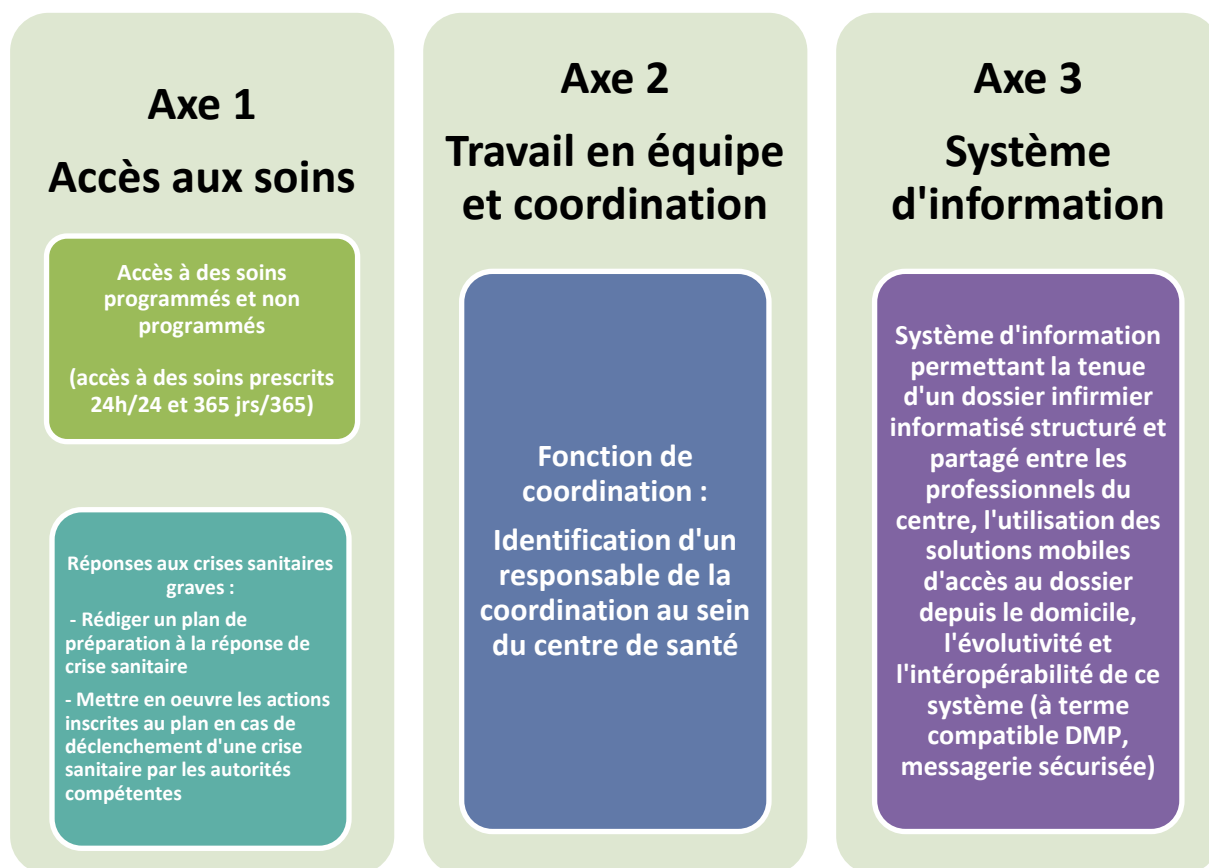 Axe 1
Accès aux soins
Accès à des soins
programmés et non
programmés
(accès à des soins prescrits
24h/24 et 365 jrs/365)
Réponses aux crises sanitaires
graves :
- Rédiger un plan de
préparation à la réponse de
crise sanitaire
- Mettre en oeuvre les actions
inscrites au plan en cas de
déclenchement d'une crise
sanitaire par les autorités
compétentes
Axe 2
Travail en équipe
et coordination
Fonction de
coordination :
Identification d'un
responsable de la
coordination au sein
du centre de santé
Axe 3
Système
d'information
Système d'information
permettant la tenue
d'un dossier infirmier
informatisé structuré et
partagé entre les
professionnels du
centre, l'utilisation des
solutions mobiles
d'accès au dossier
depuis le domicile,
l'évolutivité et
l'intéropérabilité de ce
système (à terme
compatible DMP,
messagerie sécurisée)